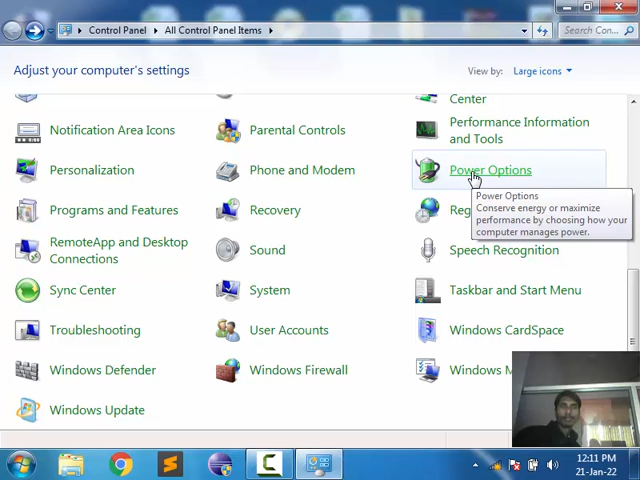 Control Panel
All Control Panel Items
Search Con...
Adjust your computer's settings
View by:
Large icons
Center
Notification Area Icons
Parental Controls
Performance Information
and Tools
Personalization
Phone and Modem
Power Options
Power Options
Conserve energy or maximize
performance by choosing how your
computer manages power.
Programs and Features
Recovery
Reg
RemoteApp and Desktop
Connections
Sound
Speech Recognition
Sync Center
System
Taskbar and Start Menu
Troubleshooting
User Accounts
Windows CardSpace
Windows Defender
Windows Firewall
Windows M
Windows Update
12:11 PM
21-Jan-22